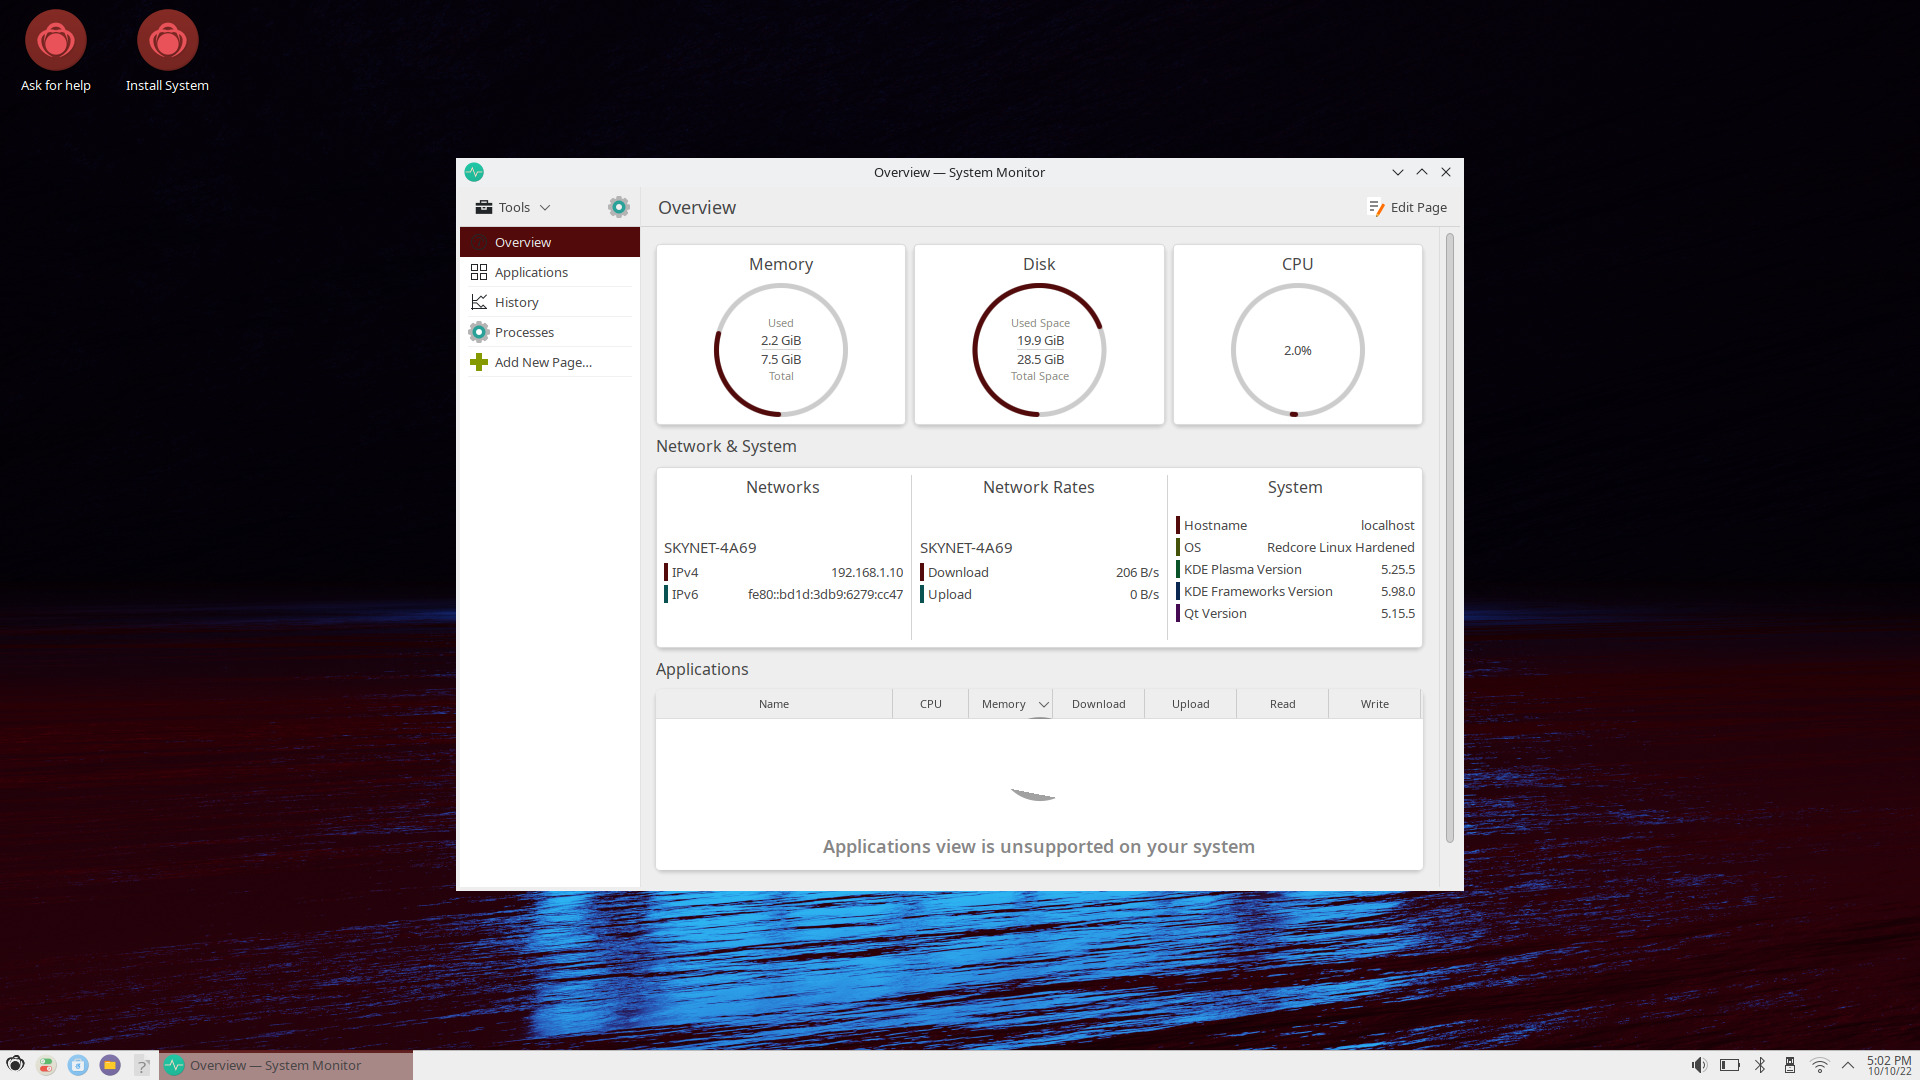 Ask for help
Install System
Overview — System Monitor
Tools
Overview
Edit Page
Overview
Applications
History
Processes
Add New Page...
Memory
Used
2.2 GiB
7.5 GiB
Total
Disk
Used Space
19.9 GiB
28.5 GiB
Total Space
CPU
2.0%
Network & System
Networks
SKYNET-4A69
IPv4 192.168.1.10
IPv6 fe80::bd1d:3db9:6279:cc47
Network Rates
SKYNET-4A69
Download 206 B/s
Upload 0 B/s
System
Hostname localhost
OS Redcore Linux Hardened
KDE Plasma Version 5.25.5
KDE Frameworks Version 5.98.0
Qt Version 5.15.5
Applications
Name CPU Memory Download Upload Read Write
Applications view is unsupported on your system
Overview — System Monitor
5:02 PM
10/10/22